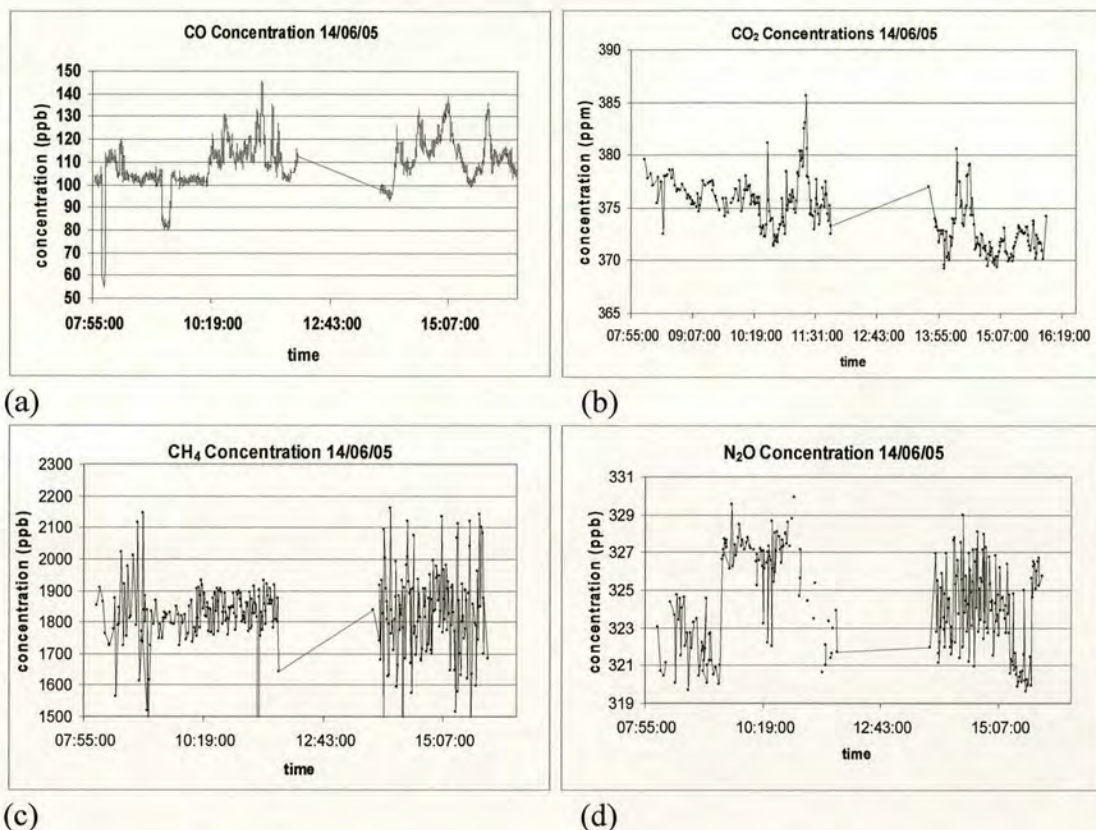 CO Concentration 14/06/05
concentration (ppb)
150
140
130
120
110
100
90
80
70
60
50
07:55:00 10:19:00 12:43:00 15:07:00
time
(a)
CO₂ Concentrations 14/06/05
concentration (ppm)
390
385
380
375
370
365
07:55:00 09:07:00 10:19:00 11:31:00 12:43:00 13:55:00 15:07:00 16:19:00
time
(b)
CH₄ Concentration 14/06/05
concentration (ppb)
2300
2200
2100
2000
1900
1800
1700
1600
1500
07:55:00 10:19:00 12:43:00 15:07:00
time
(c)
N₂O Concentration 14/06/05
concentration (ppb)
331
329
327
325
323
321
319
07:55:00 10:19:00 12:43:00 15:07:00
time
(d)